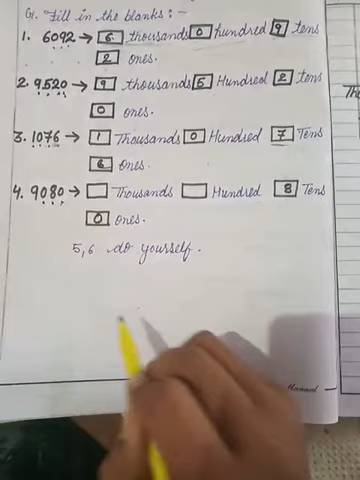 Q1. Fill in the blanks:-
1. 6092 → 6 thousands 0 hundred 9 tens
2 ones.
2. 9520 → 9 thousands 5 Hundred 2 tens
0 ones.
3. 1076 → 1 Thousands 0 Hundred 7 Tens
6 ones.
4. 9080 → Thousands Hundred 8 Tens
0 ones.
5,6 do yourself.